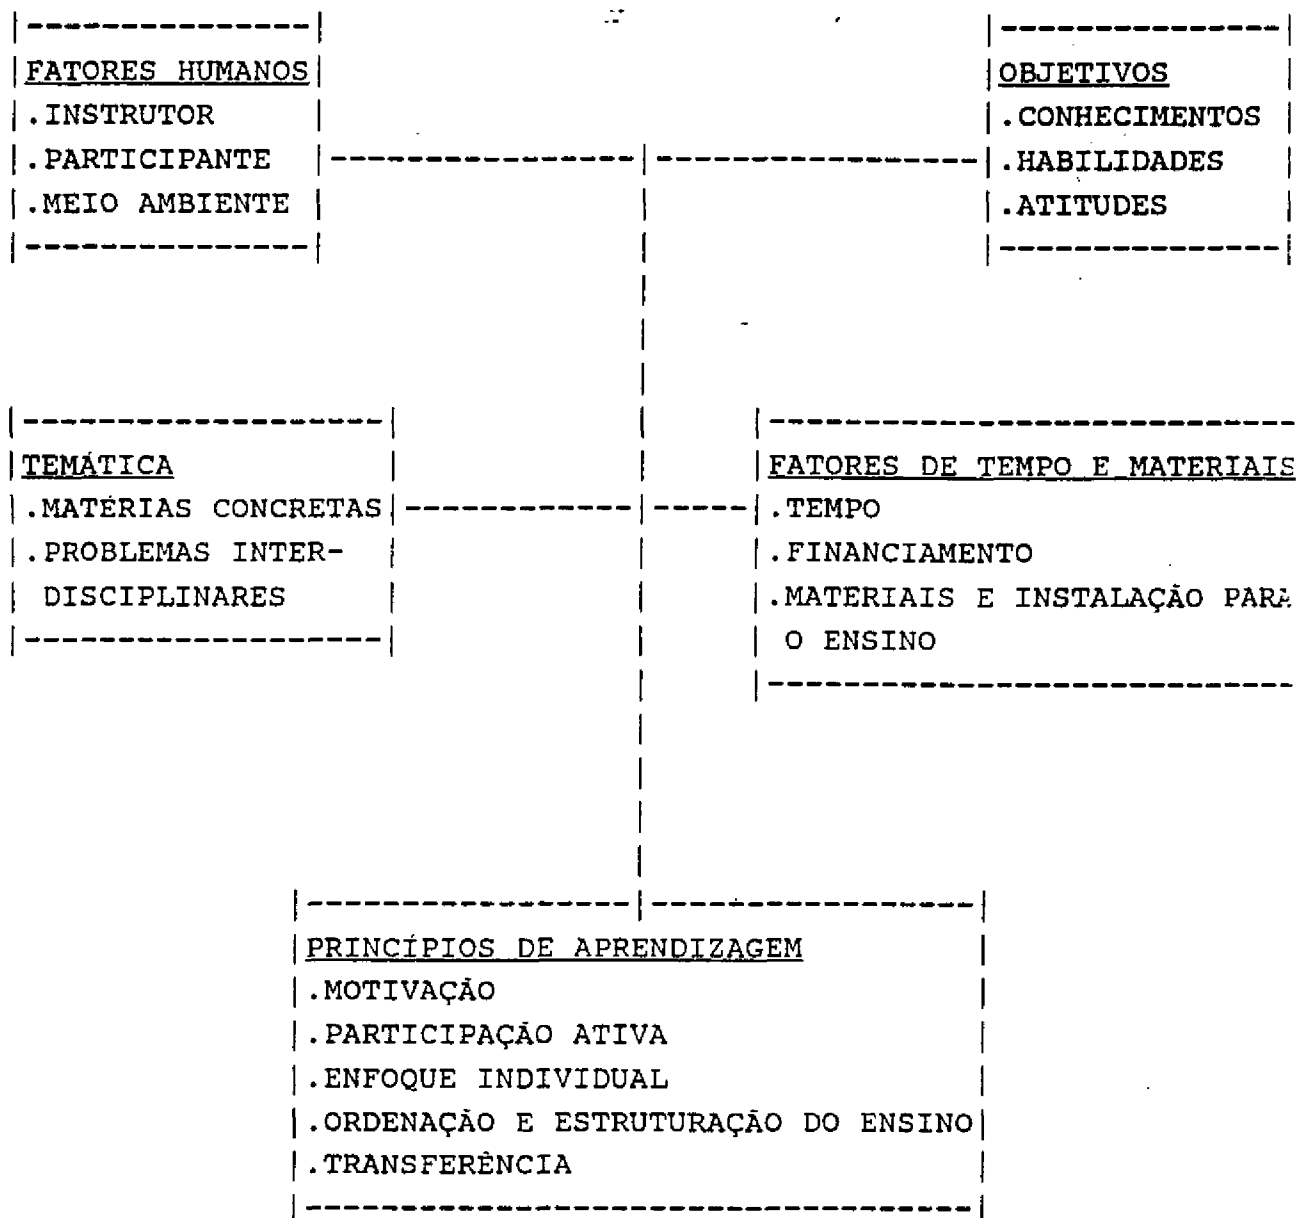 FATORES HUMANOS
.INSTRUTOR
.PARTICIPANTE
.MEIO AMBIENTE
OBJETIVOS
.CONHECIMENTOS
.HABILIDADES
.ATITUDES
TEMÁTICA
.MATÉRIAS CONCRETAS
.PROBLEMAS INTER-
DISCIPLINARES
FATORES DE TEMPO E MATERIAIS
.TEMPO
.FINANCIAMENTO
.MATERIAIS E INSTALAÇÃO PARA
O ENSINO
PRINCÍPIOS DE APRENDIZAGEM
.MOTIVAÇÃO
.PARTICIPAÇÃO ATIVA
.ENFOQUE INDIVIDUAL
.ORDENAÇÃO E ESTRUTURAÇÃO DO ENSINO
.TRANSFERÊNCIA